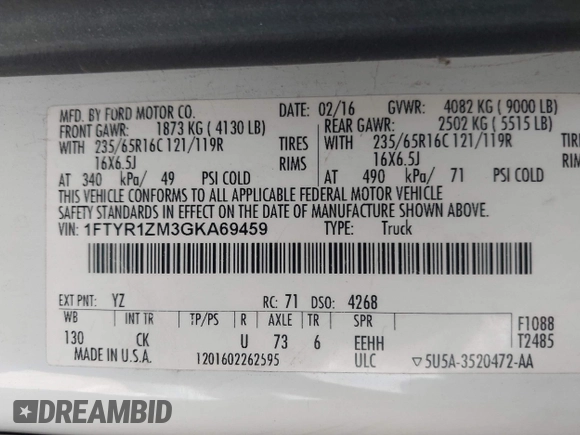 MFD. BY FORD MOTOR CO. DATE: 02/16 GVWR: 4082 KG ( 9000 LB)
FRONT GAWR: 1873 KG ( 4130 LB) REAR GAWR: 2502 KG ( 5515 LB)
WITH 235/65R16C 121/119R TIRES WITH 235/65R16C 121/119R
16X6.5J RIMS 16X6.5J
AT 340 kPa/ 49 PSI COLD AT 490 kPa/ 71 PSI COLD
THIS VEHICLE CONFORMS TO ALL APPLICABLE FEDERAL MOTOR VEHICLE
SAFETY STANDARDS IN EFFECT ON THE DATE OF MANUFACTURE SHOWN ABOVE.
VIN: 1FTYR1ZM3GKA69459 TYPE: Truck
EXT PNT: YZ RC: 71 DSO: 4268
WB INT TR TP/PS R AXLE TR SPR F1088
130 CK U 73 6 EEHH T2485
MADE IN U.S.A. 1201602262595 ULC ▽5U5A-3520472-AA
DREAMBID